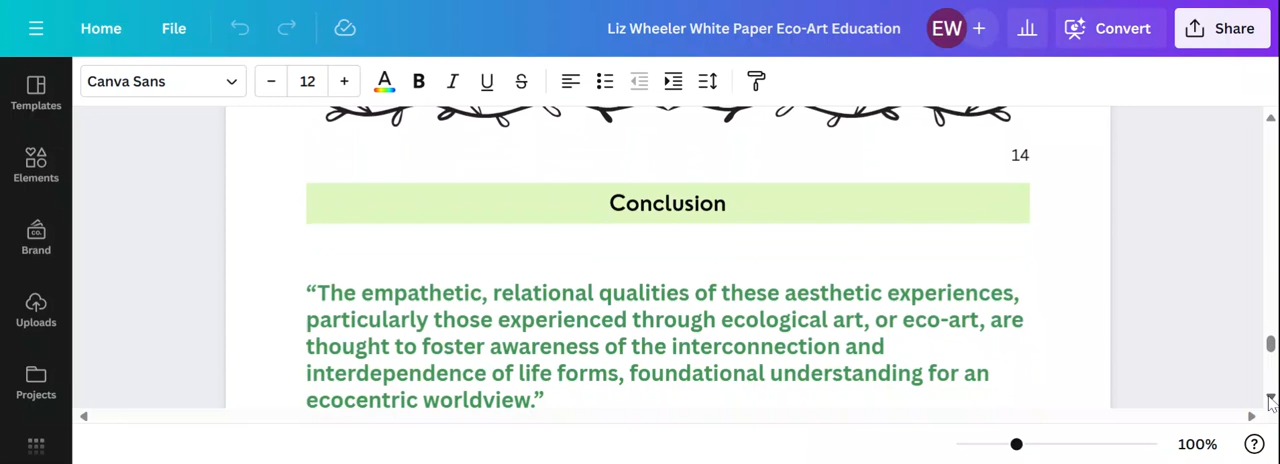 Home File Liz Wheeler White Paper Eco-Art Education EW + Convert Share
Canva Sans - 12 + A B I U S
Templates
Elements
Brand
CO.
Uploads
Projects
14
Conclusion
“The empathetic, relational qualities of these aesthetic experiences,
particularly those experienced through ecological art, or eco-art, are
thought to foster awareness of the interconnection and
interdependence of life forms, foundational understanding for an
ecocentric worldview.”
100% ?